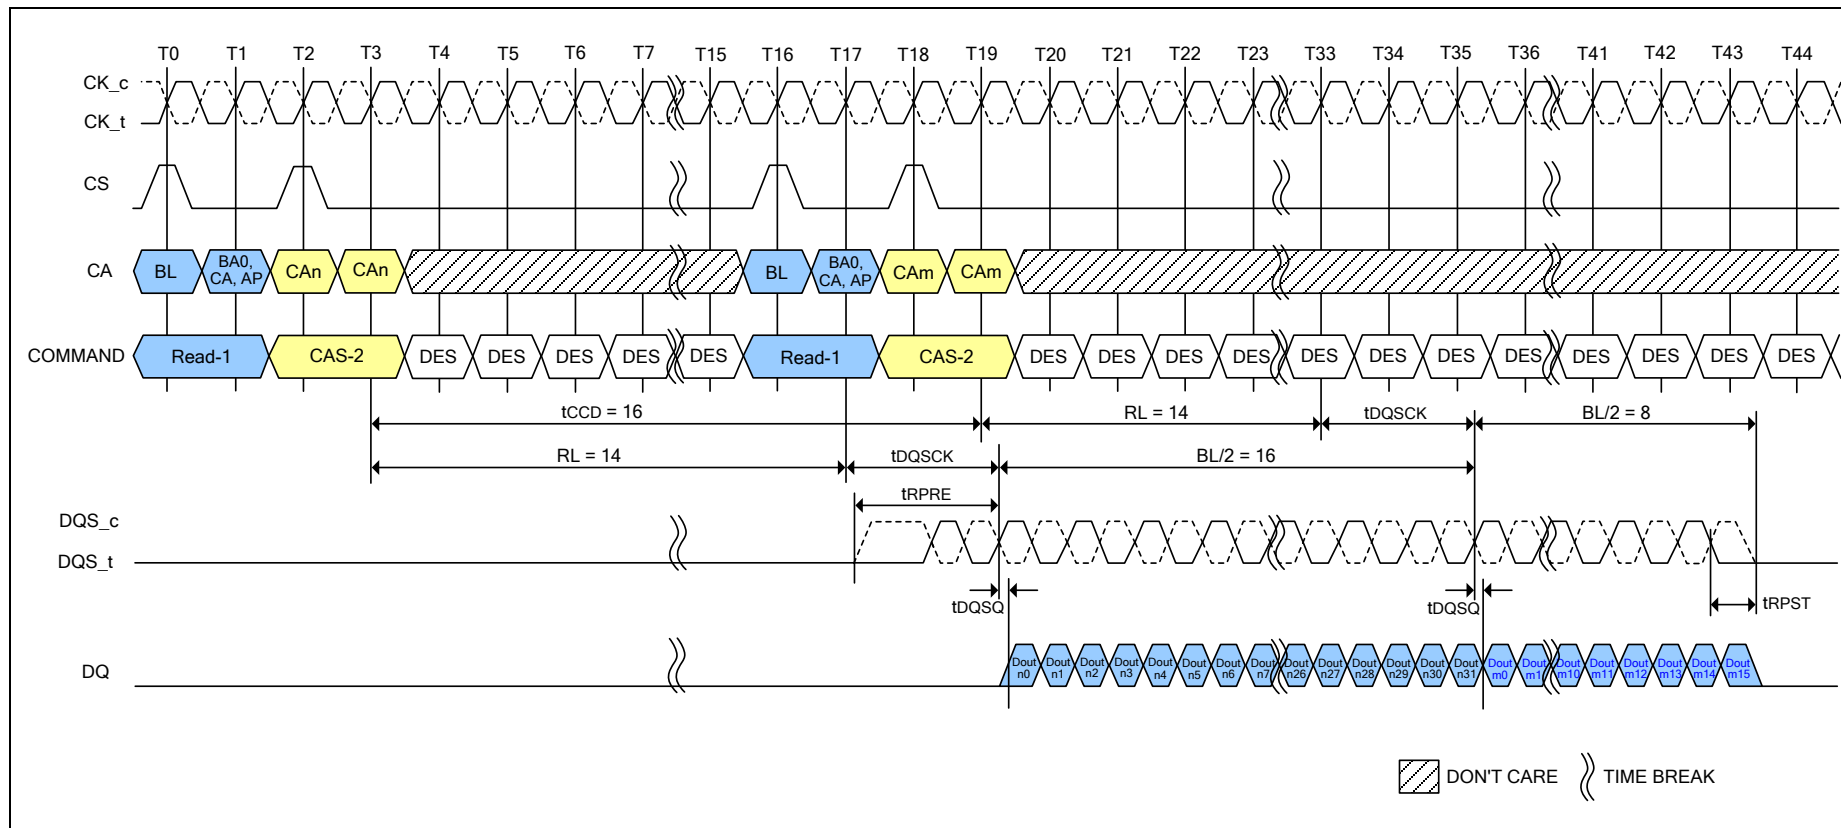 T0 T1 T2 T3 T4 T5 T6 T7 T15 T16 T17 T18 T19 T20 T21 T22 T23 T33 T34 T35 T36 T41 T42 T43 T44
CK_c
CK_t
CS
CA BL BA0, CA, AP CAn CAn BL BA0, CA, AP CAm CAm
COMMAND Read-1 CAS-2 DES DES DES DES DES Read-1 CAS-2 DES DES DES DES DES DES DES DES DES DES DES DES
tCCD = 16 RL = 14 tDQSCK BL/2 = 8
RL = 14 tDQSCK BL/2 = 16
tRPRE
DQS_c
DQS_t
tDQSQ tDQSQ tRPST
DQ Dout n0 Dout n1 Dout n2 Dout n3 Dout n4 Dout n5 Dout n6 Dout n7 Dout n26 Dout n27 Dout n28 Dout n29 Dout n30 Dout n31 Dout m0 Dout m1 Dout m10 Dout m11 Dout m12 Dout m13 Dout m14 Dout m15
DON'T CARE TIME BREAK